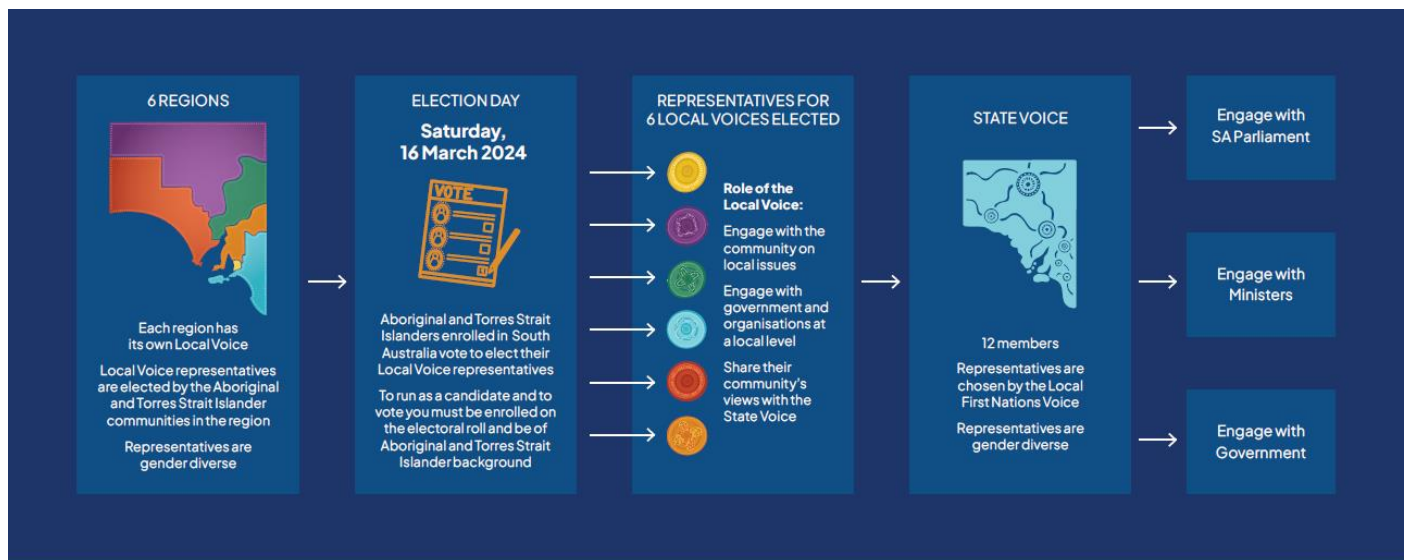 6 REGIONS
Each region has
its own Local Voice
Local Voice representatives
are elected by the Aboriginal
and Torres Strait Islander
communities in the region
Representatives are
gender diverse
ELECTION DAY
Saturday,
16 March 2024
VOTE
Aboriginal and Torres Strait
Islanders enrolled in South
Australia vote to elect their
Local Voice representatives
To run as a candidate and to
vote you must be enrolled on
the electoral roll and be of
Aboriginal and Torres Strait
Islander background
REPRESENTATIVES FOR
6 LOCAL VOICES ELECTED
Role of the
Local Voice:
Engage with the
community on
local issues
Engage with
government and
organisations at
a local level
Share their
community's
views with the
State Voice
STATE VOICE
12 members
Representatives are
chosen by the Local
First Nations Voice
Representatives are
gender diverse
Engage with
SA Parliament
Engage with
Ministers
Engage with
Government